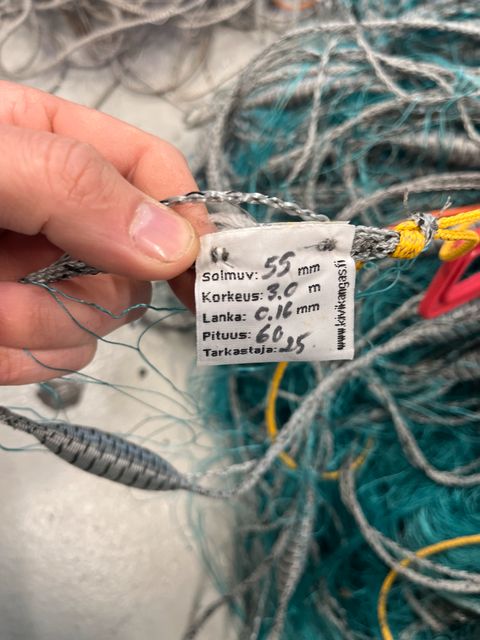 Solmuv: 55 mm
Korkeus: 3.0 m
Lanka: 0.16 mm
Pituus: 60
Tarkastaja: 25